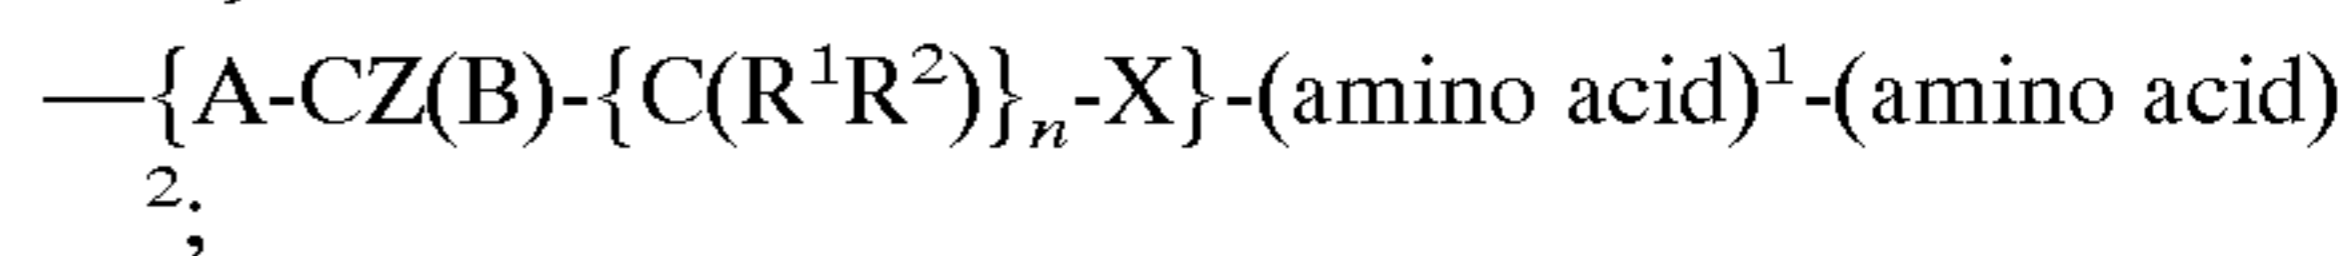 —{A-CZ(B)-{C(R¹R²)}ₙ-X}-(amino acid)¹-(amino acid)
²;